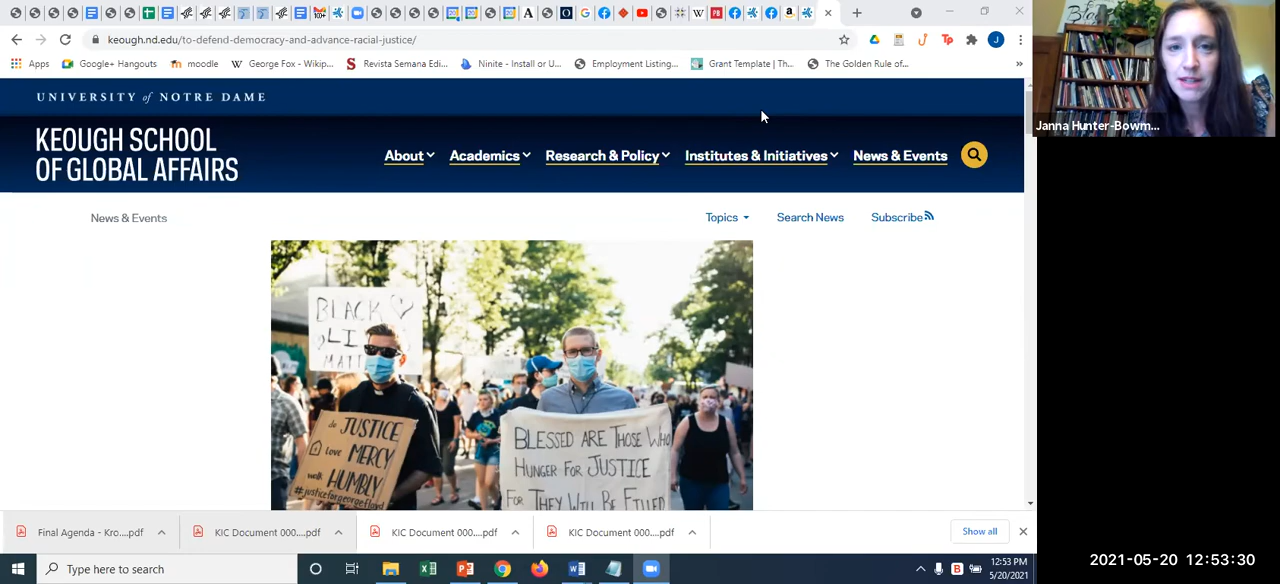 keough.nd.edu/to-defend-democracy-and-advance-racial-justice/
Apps
Google+ Hangouts
moodle
George Fox - Wikip...
Revista Semana Edi...
Ninite - Install or U...
Employment Listing...
Grant Template | Th...
The Golden Rule of...
»
UNIVERSITY of NOTRE DAME
KEOUGH SCHOOL
OF GLOBAL AFFAIRS
About
Academics
Research & Policy
Institutes & Initiatives
News & Events
News & Events
Topics
Search News
Subscribe
BLACK
LI
MATT
do JUSTICE
love MERCY
walk HUMBLY
#justiceforgeorgefloyd
BLESSED ARE THOSE WHO
HUNGER FOR JUSTICE
FOR THEY WILL BE FILLED
Janna Hunter-Bowm...
Final Agenda - Kro....pdf
KIC Document 000....pdf
KIC Document 000....pdf
KIC Document 000....pdf
Show all
Type here to search
12:53 PM
5/20/2021
2021-05-20 12:53:30